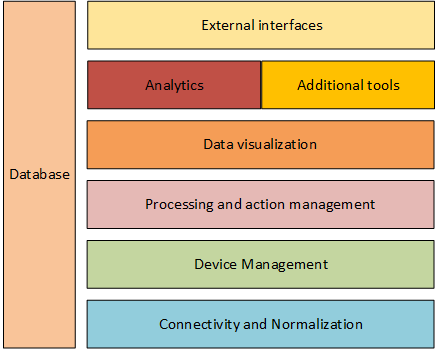 External interfaces
Analytics
Additional tools
Data visualization
Database
Processing and action management
Device Management
Connectivity and Normalization